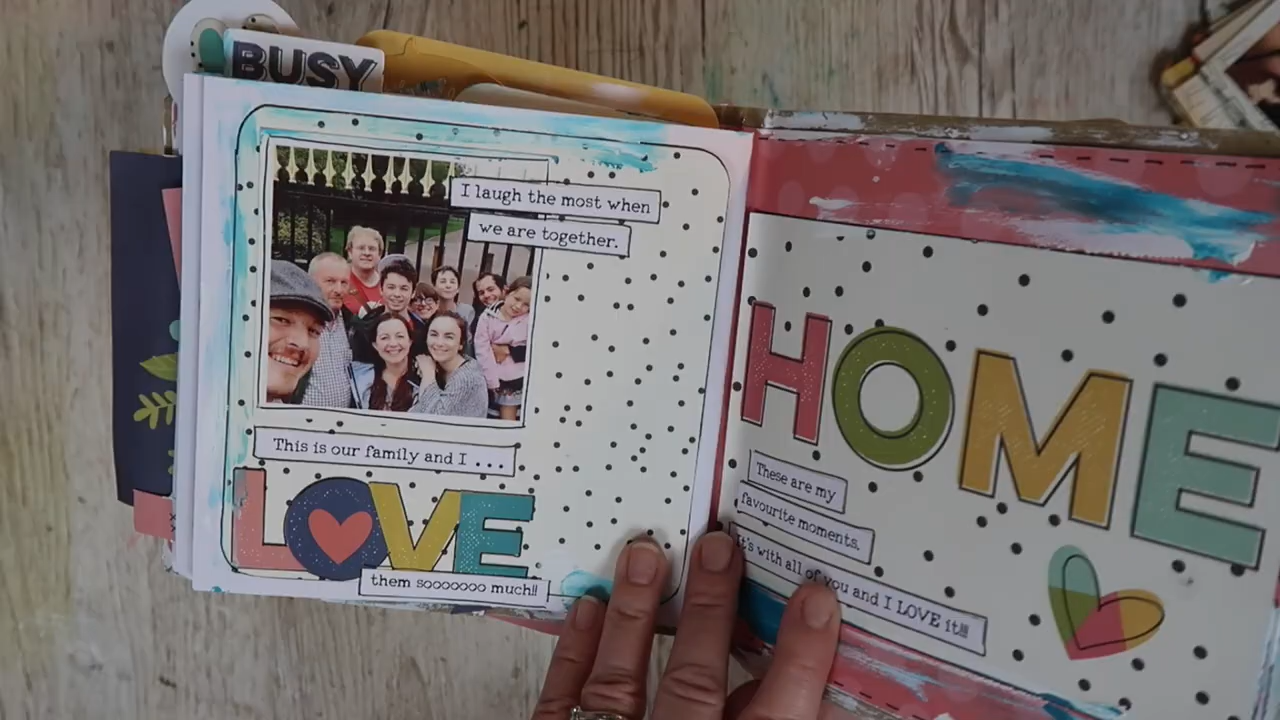 BUSY
I laugh the most when
we are together.
This is our family and I . . .
LOVE
them sooooooo much!!
HOME
These are my
favourite moments.
It's with all of you and I LOVE it!!!